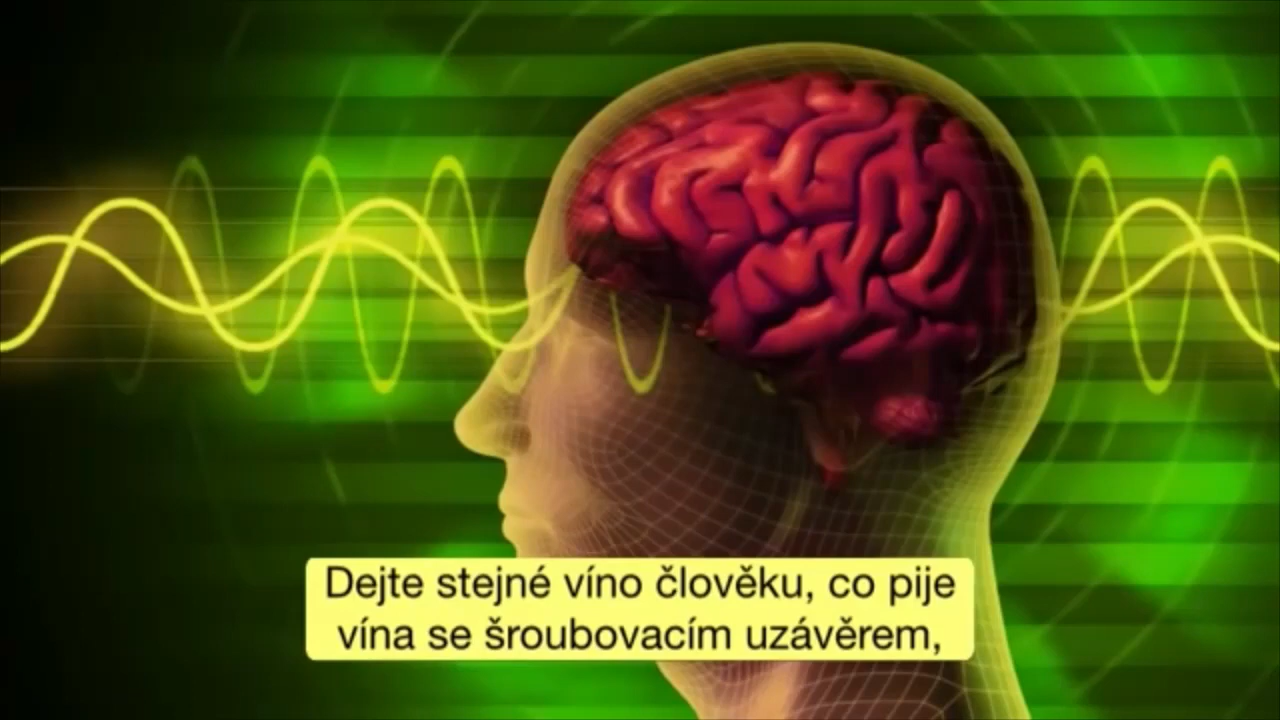 Dejte stejné víno člověku, co pije
vína se šroubovacím uzávěrem,